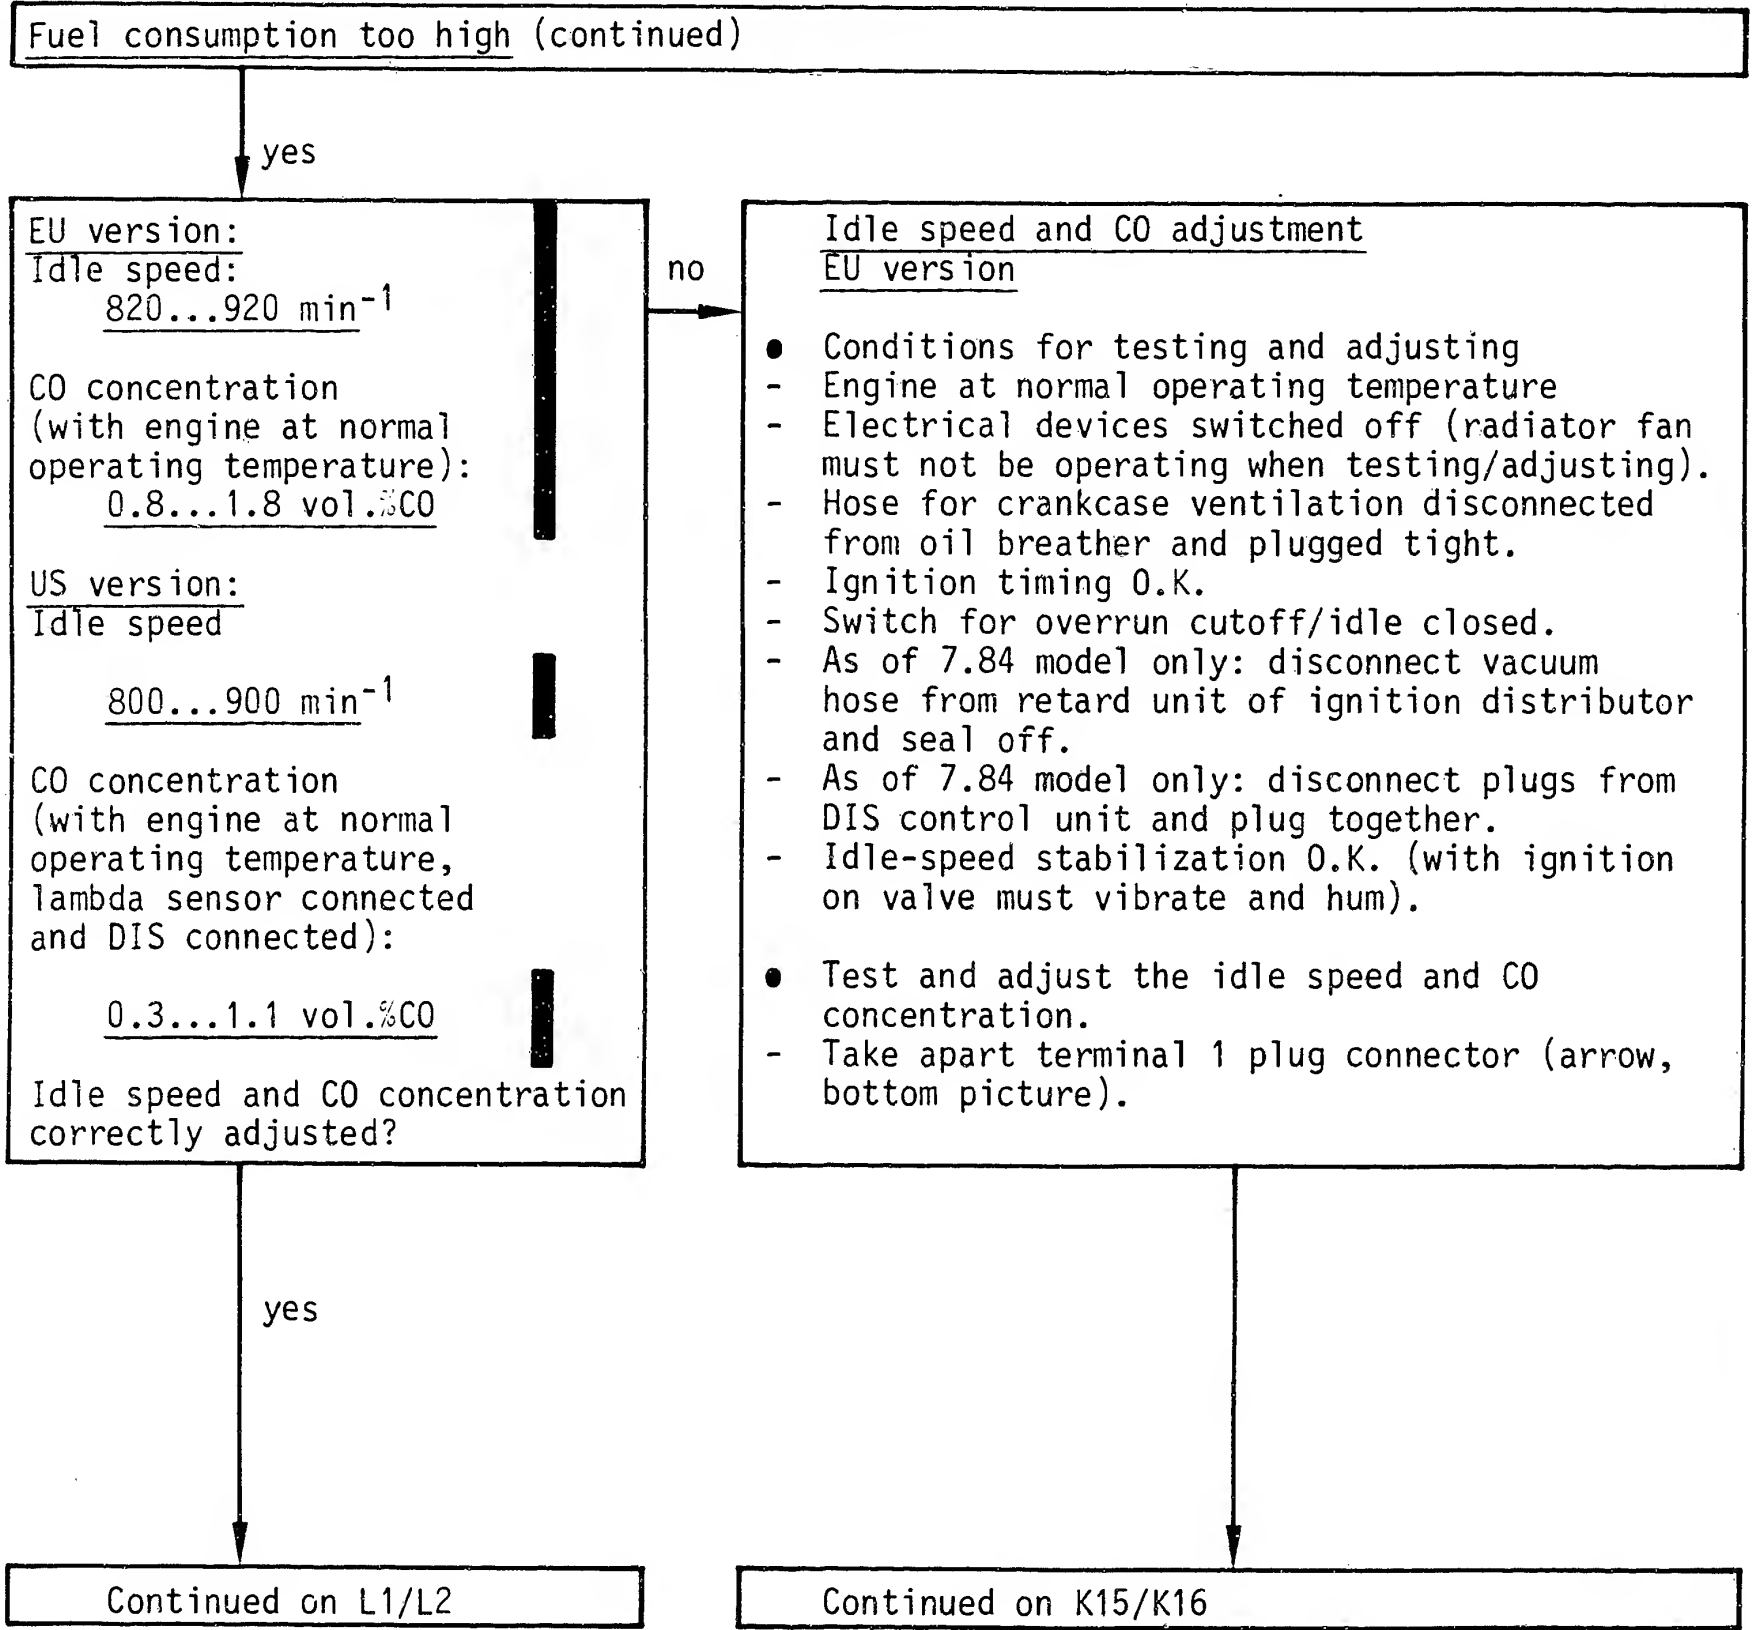 Fuel consumption too high (continued)
yes
EU version:
Idle speed:
820...920 min⁻¹
CO concentration
(with engine at normal
operating temperature):
0.8...1.8 vol.%CO
US version:
Idle speed
800...900 min⁻¹
CO concentration
(with engine at normal
operating temperature,
lambda sensor connected
and DIS connected):
0.3...1.1 vol.%CO
Idle speed and CO concentration
correctly adjusted?
no
Idle speed and CO adjustment
EU version
● Conditions for testing and adjusting
- Engine at normal operating temperature
- Electrical devices switched off (radiator fan
must not be operating when testing/adjusting).
- Hose for crankcase ventilation disconnected
from oil breather and plugged tight.
- Ignition timing O.K.
- Switch for overrun cutoff/idle closed.
- As of 7.84 model only: disconnect vacuum
hose from retard unit of ignition distributor
and seal off.
- As of 7.84 model only: disconnect plugs from
DIS control unit and plug together.
- Idle-speed stabilization O.K. (with ignition
on valve must vibrate and hum).
● Test and adjust the idle speed and CO
concentration.
- Take apart terminal 1 plug connector (arrow,
bottom picture).
yes
Continued on L1/L2
Continued on K15/K16